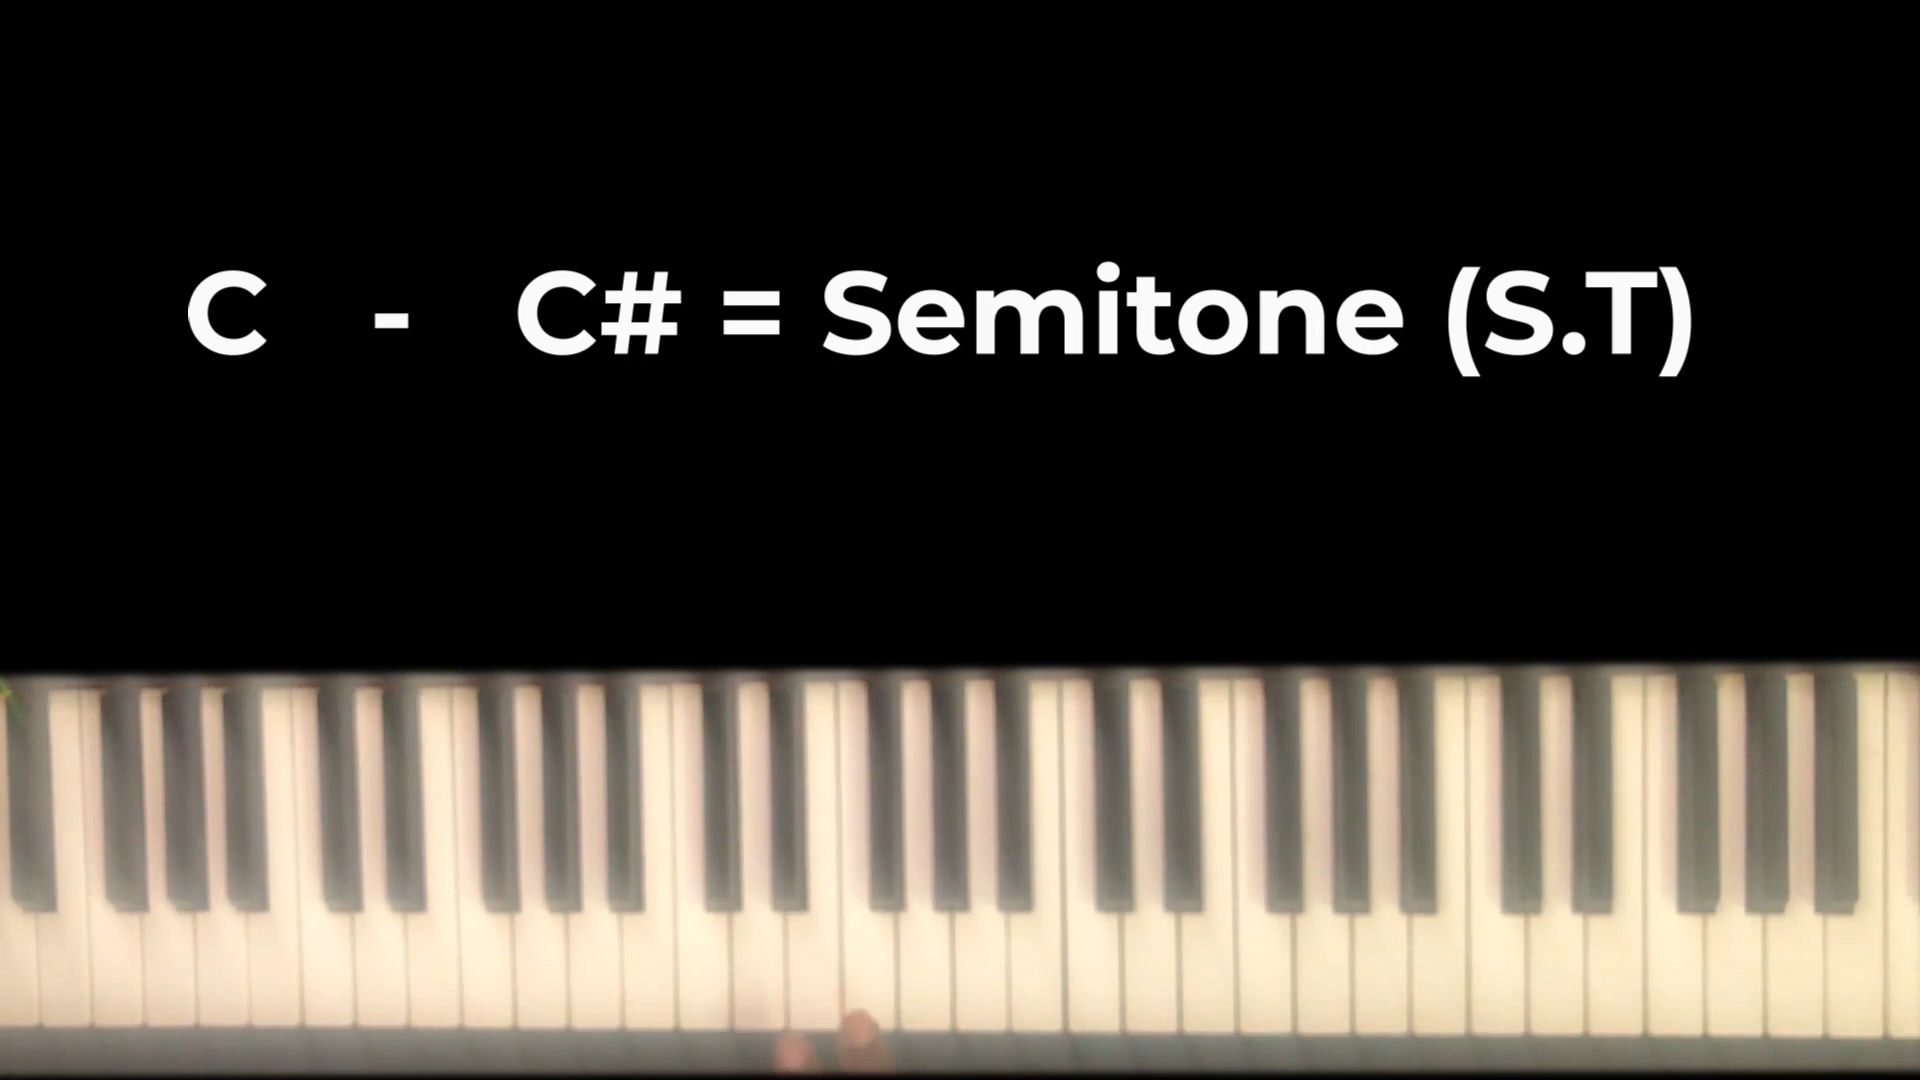 C - C# = Semitone (S.T)